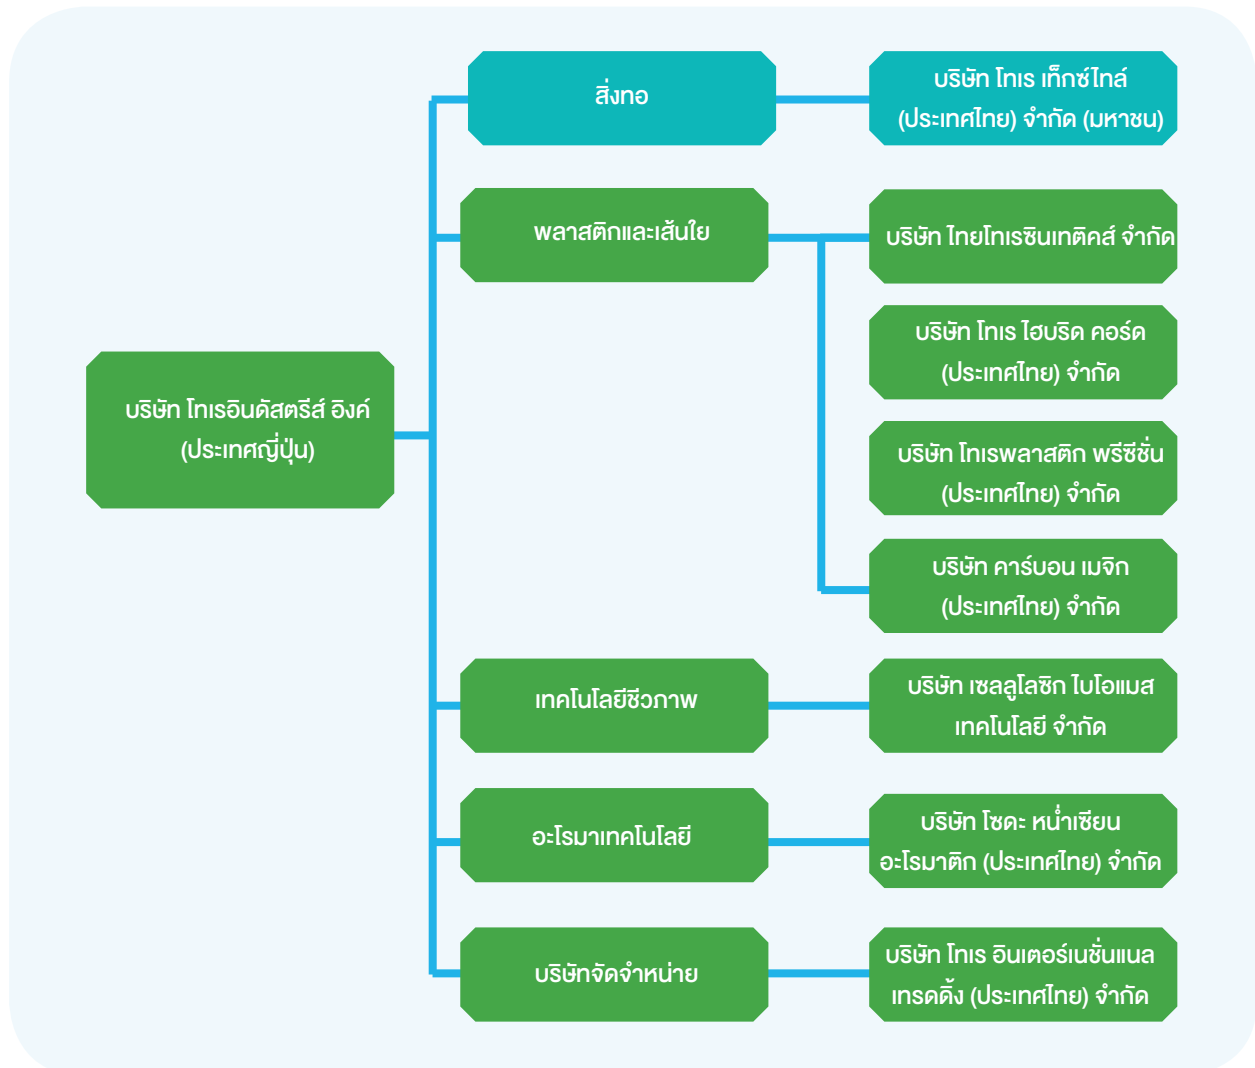 สิ่งทอ
บริษัท โทเร เท็กซ์ไทล์
(ประเทศไทย) จำกัด (มหาชน)
พลาสติกและเส้นใย
บริษัท ไทยโทเรซินเทติคส์ จำกัด
บริษัท โทเร ไฮบริด คอร์ด
(ประเทศไทย) จำกัด
บริษัท โทเรอินดัสตรีส์ อิงค์
(ประเทศญี่ปุ่น)
บริษัท โทเรพลาสติก พรีซีชั่น
(ประเทศไทย) จำกัด
บริษัท คาร์บอน เมจิก
(ประเทศไทย) จำกัด
เทคโนโลยีชีวภาพ
บริษัท เซลลูโลซิก ไบโอแมส
เทคโนโลยี จำกัด
อะโรมาเทคโนโลยี
บริษัท โซดะ หน่ำเซียน
อะโรมาติก (ประเทศไทย) จำกัด
บริษัทจัดจำหน่าย
บริษัท โทเร อินเตอร์เนชั่นแนล
เทรดดิ้ง (ประเทศไทย) จำกัด